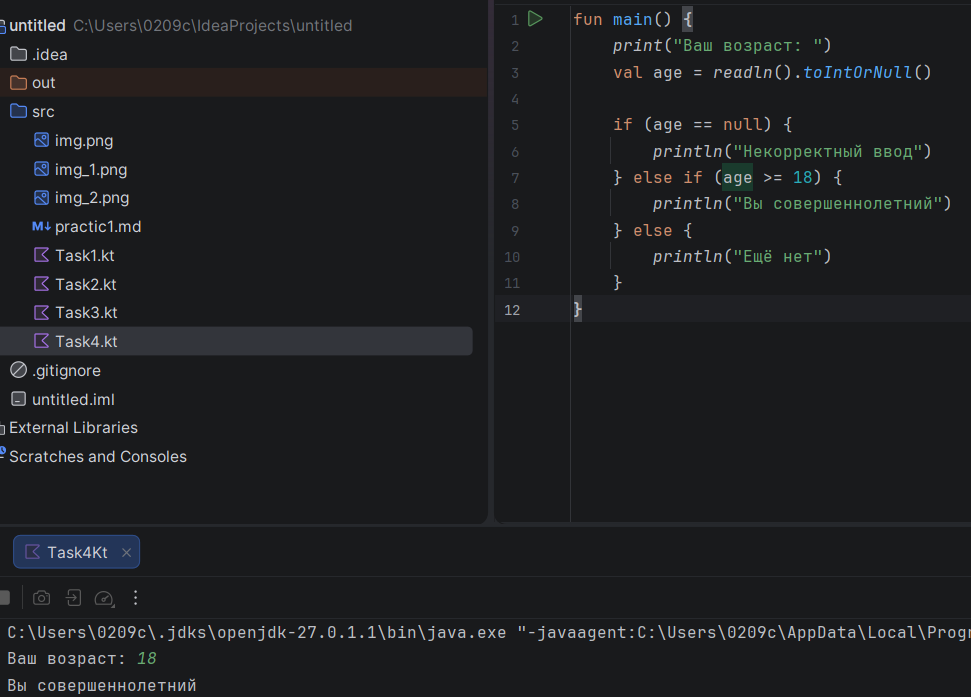 untitled C:\Users\0209c\IdeaProjects\untitled
.idea
out
src
img.png
img_1.png
img_2.png
M↓ practic1.md
Task1.kt
Task2.kt
Task3.kt
Task4.kt
.gitignore
untitled.iml
External Libraries
Scratches and Consoles
1 fun main() {
2     print("Ваш возраст: ")
3     val age = readln().toIntOrNull()
4
5     if (age == null) {
6         println("Некорректный ввод")
7     } else if (age >= 18) {
8         println("Вы совершеннолетний")
9     } else {
10         println("Ещё нет")
11     }
12 }
Task4Kt
C:\Users\0209c\.jdks\openjdk-27.0.1.1\bin\java.exe "-javaagent:C:\Users\0209c\AppData\Local\Progr
Ваш возраст: 18
Вы совершеннолетний